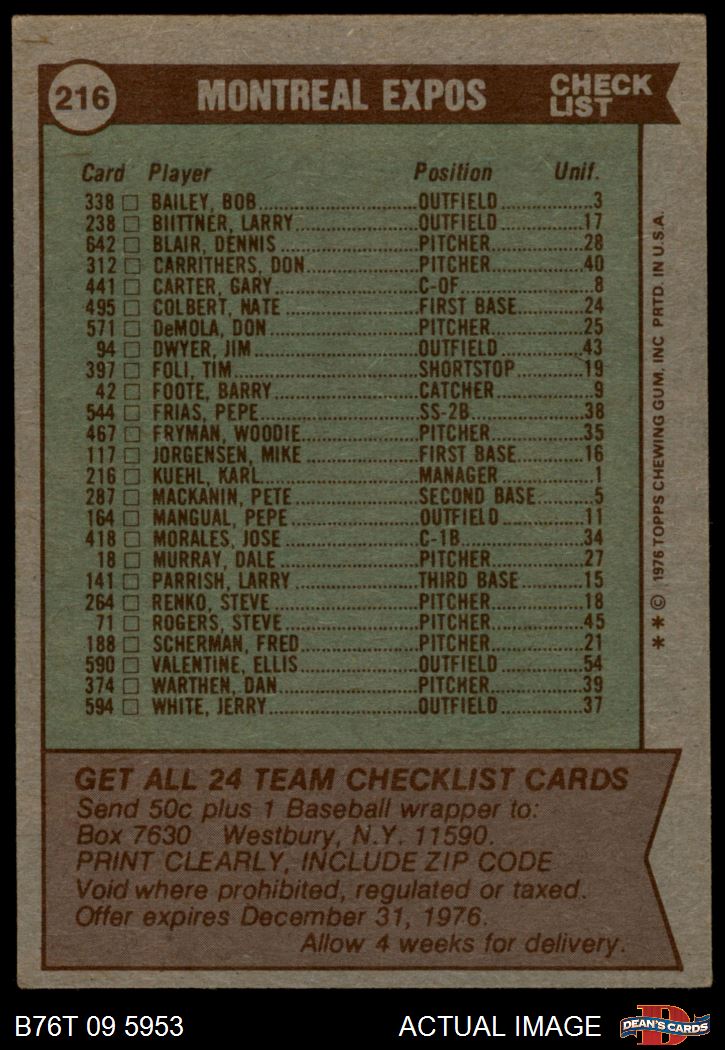 216 MONTREAL EXPOS CHECK LIST
Card Player Position Unif.
338 □ BAILEY, BOB OUTFIELD 3
238 □ BIITTNER, LARRY OUTFIELD 17
642 □ BLAIR, DENNIS PITCHER 28
312 □ CARRITHERS, DON PITCHER 40
441 □ CARTER, GARY C-OF 8
495 □ COLBERT, NATE FIRST BASE 24
571 □ DeMOLA, DON PITCHER 25
94 □ DWYER, JIM OUTFIELD 43
397 □ FOLI, TIM SHORTSTOP 19
42 □ FOOTE, BARRY CATCHER 9
544 □ FRIAS, PEPE SS-2B 38
467 □ FRYMAN, WOODIE PITCHER 35
117 □ JORGENSEN, MIKE FIRST BASE 16
216 □ KUEHL, KARL MANAGER 1
287 □ MACKANIN, PETE SECOND BASE 5
164 □ MANGUAL, PEPE OUTFIELD 11
418 □ MORALES, JOSE C-1B 34
18 □ MURRAY, DALE PITCHER 27
141 □ PARRISH, LARRY THIRD BASE 15
264 □ RENKO, STEVE PITCHER 18
71 □ ROGERS, STEVE PITCHER 45
188 □ SCHERMAN, FRED PITCHER 21
590 □ VALENTINE, ELLIS OUTFIELD 54
374 □ WARTHEN, DAN PITCHER 39
594 □ WHITE, JERRY OUTFIELD 37
** © 1976 TOPPS CHEWING GUM, INC PRTD. IN U.S.A.
GET ALL 24 TEAM CHECKLIST CARDS
Send 50c plus 1 Baseball wrapper to:
Box 7630 Westbury, N.Y. 11590.
PRINT CLEARLY, INCLUDE ZIP CODE
Void where prohibited, regulated or taxed.
Offer expires December 31, 1976.
Allow 4 weeks for delivery.
B76T 09 5953 ACTUAL IMAGE D DEAN'S CARDS